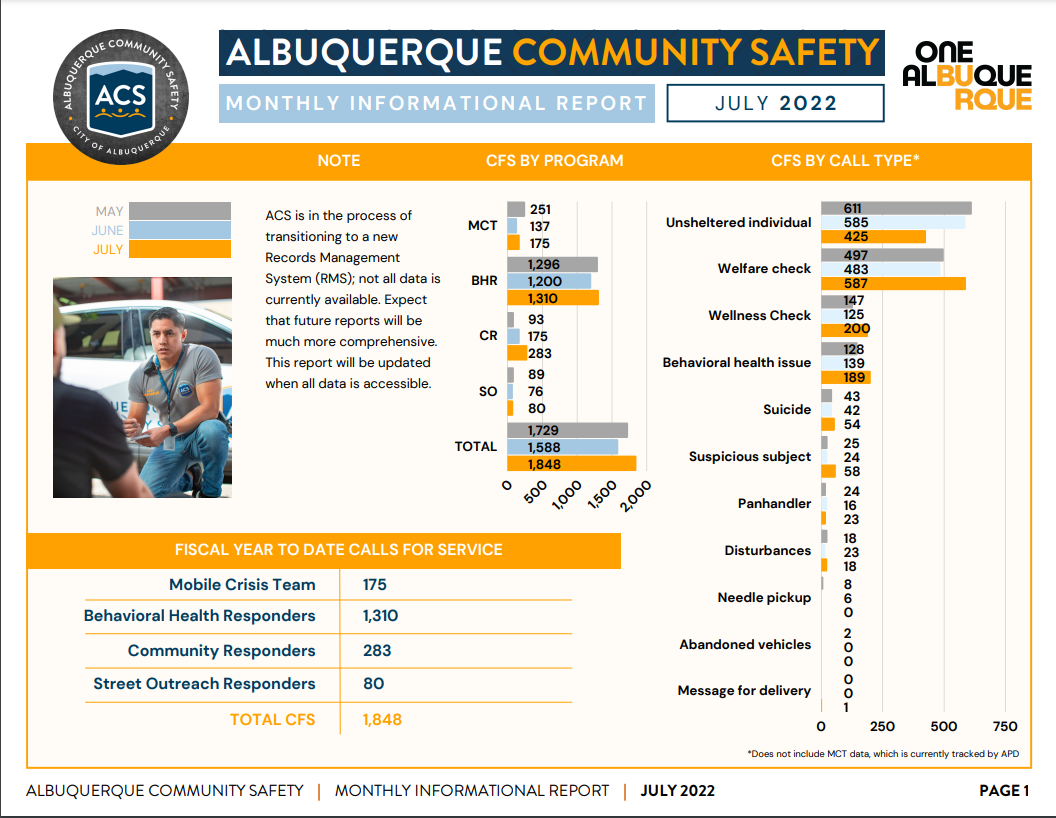 ALBUQUERQUE COMMUNITY SAFETY
ACS
CITY OF ALBUQUERQUE
ALBUQUERQUE COMMUNITY SAFETY
MONTHLY INFORMATIONAL REPORT
JULY 2022
ONE
ALBUQUE
RQUE
NOTE
CFS BY PROGRAM
CFS BY CALL TYPE*
MAY
JUNE
JULY
ACS is in the process of
transitioning to a new
Records Management
System (RMS); not all data is
currently available. Expect
that future reports will be
much more comprehensive.
This report will be updated
when all data is accessible.
MCT
251
137
175
BHR
1,296
1,200
1,310
CR
93
175
283
SO
89
76
80
TOTAL
1,729
1,588
1,848
0
500
1,000
1,500
2,000
Unsheltered individual
611
585
425
Welfare check
497
483
587
Wellness Check
147
125
200
Behavioral health issue
128
139
189
Suicide
43
42
54
Suspicious subject
25
24
58
Panhandler
24
16
23
Disturbances
18
23
18
Needle pickup
8
6
0
Abandoned vehicles
2
0
0
Message for delivery
0
0
1
0 250 500 750
*Does not include MCT data, which is currently tracked by APD
FISCAL YEAR TO DATE CALLS FOR SERVICE
Mobile Crisis Team 175
Behavioral Health Responders 1,310
Community Responders 283
Street Outreach Responders 80
TOTAL CFS 1,848
ALBUQUERQUE COMMUNITY SAFETY | MONTHLY INFORMATIONAL REPORT | JULY 2022
PAGE 1